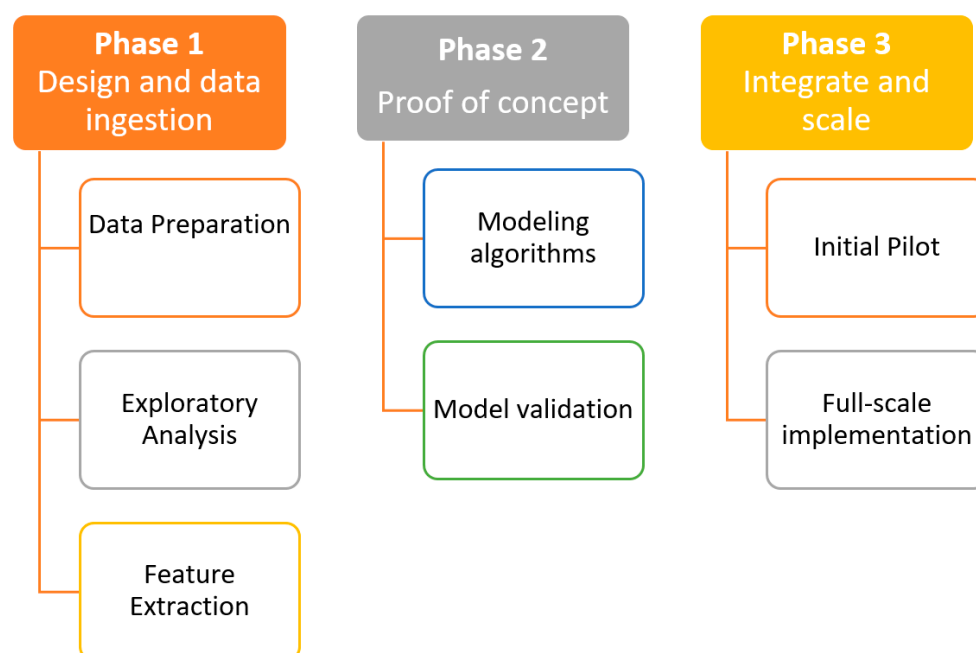 Phase 1
Design and data
ingestion
Data Preparation
Exploratory
Analysis
Feature
Extraction
Phase 2
Proof of concept
Modeling
algorithms
Model validation
Phase 3
Integrate and
scale
Initial Pilot
Full-scale
implementation